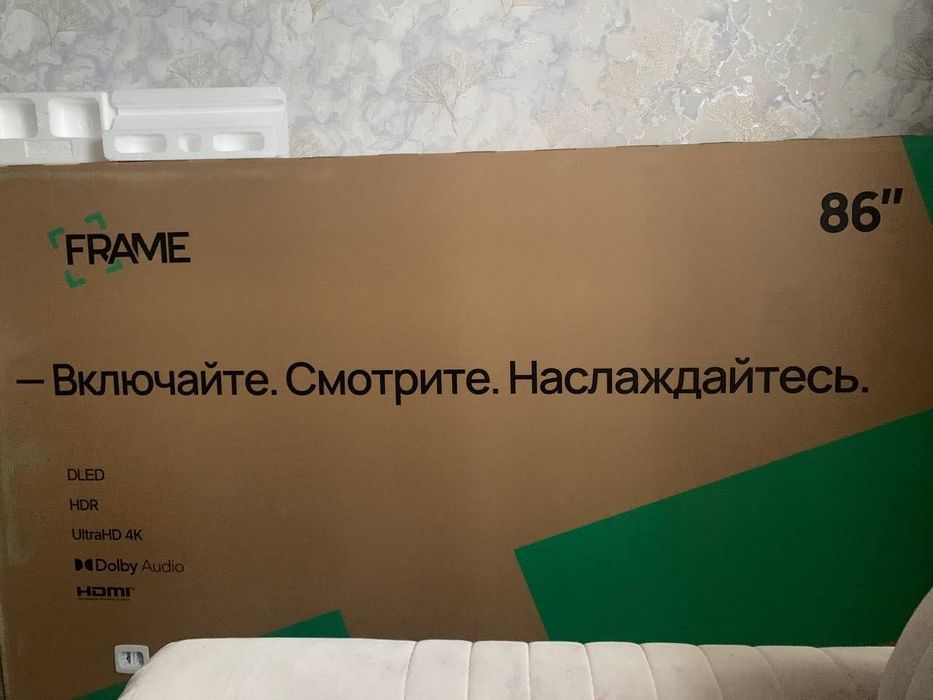 FRAME
86"
— Включайте. Смотрите. Наслаждайтесь.
DLED
HDR
UltraHD 4K
Dolby Audio
HDMI